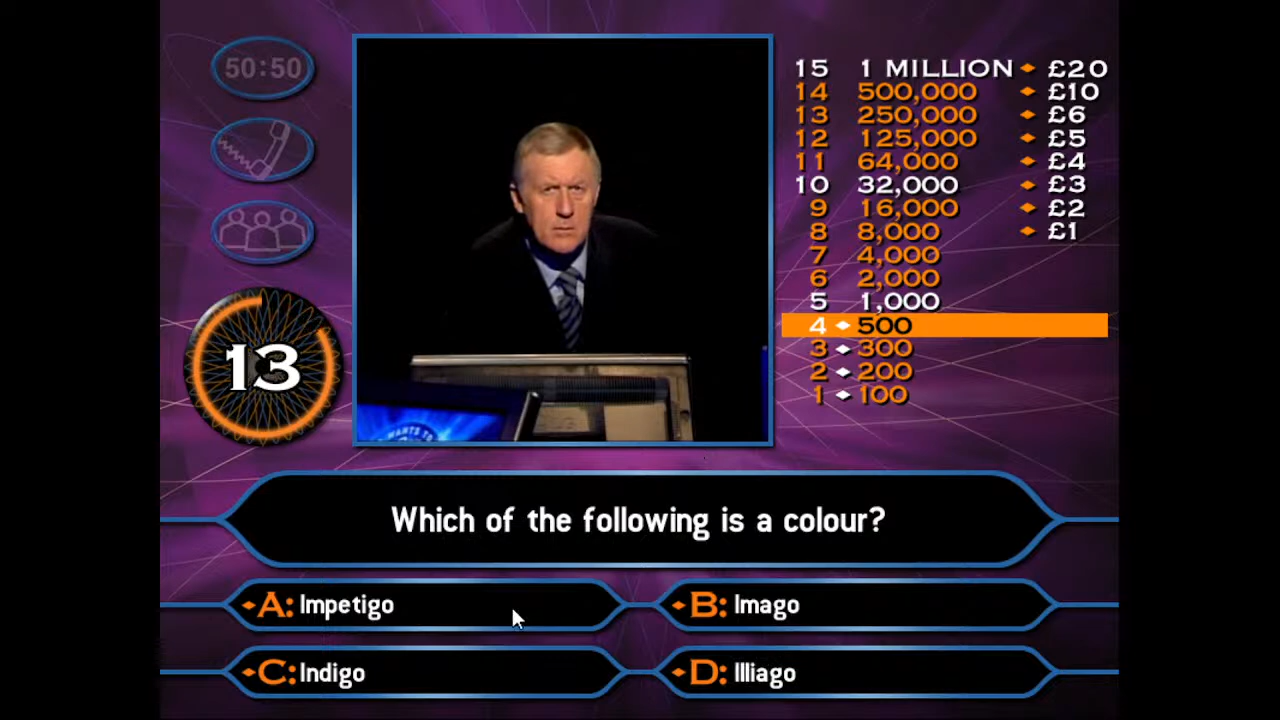 50:50
15 1 MILLION £20
14 500,000 £10
13 250,000 £6
12 125,000 £5
11 64,000 £4
10 32,000 £3
9 16,000 £2
8 8,000 £1
7 4,000
6 2,000
5 1,000
4 500
3 300
2 200
1 100
13
WANTS TO
Which of the following is a colour?
A: Impetigo
B: Imago
C: Indigo
D: Illiago